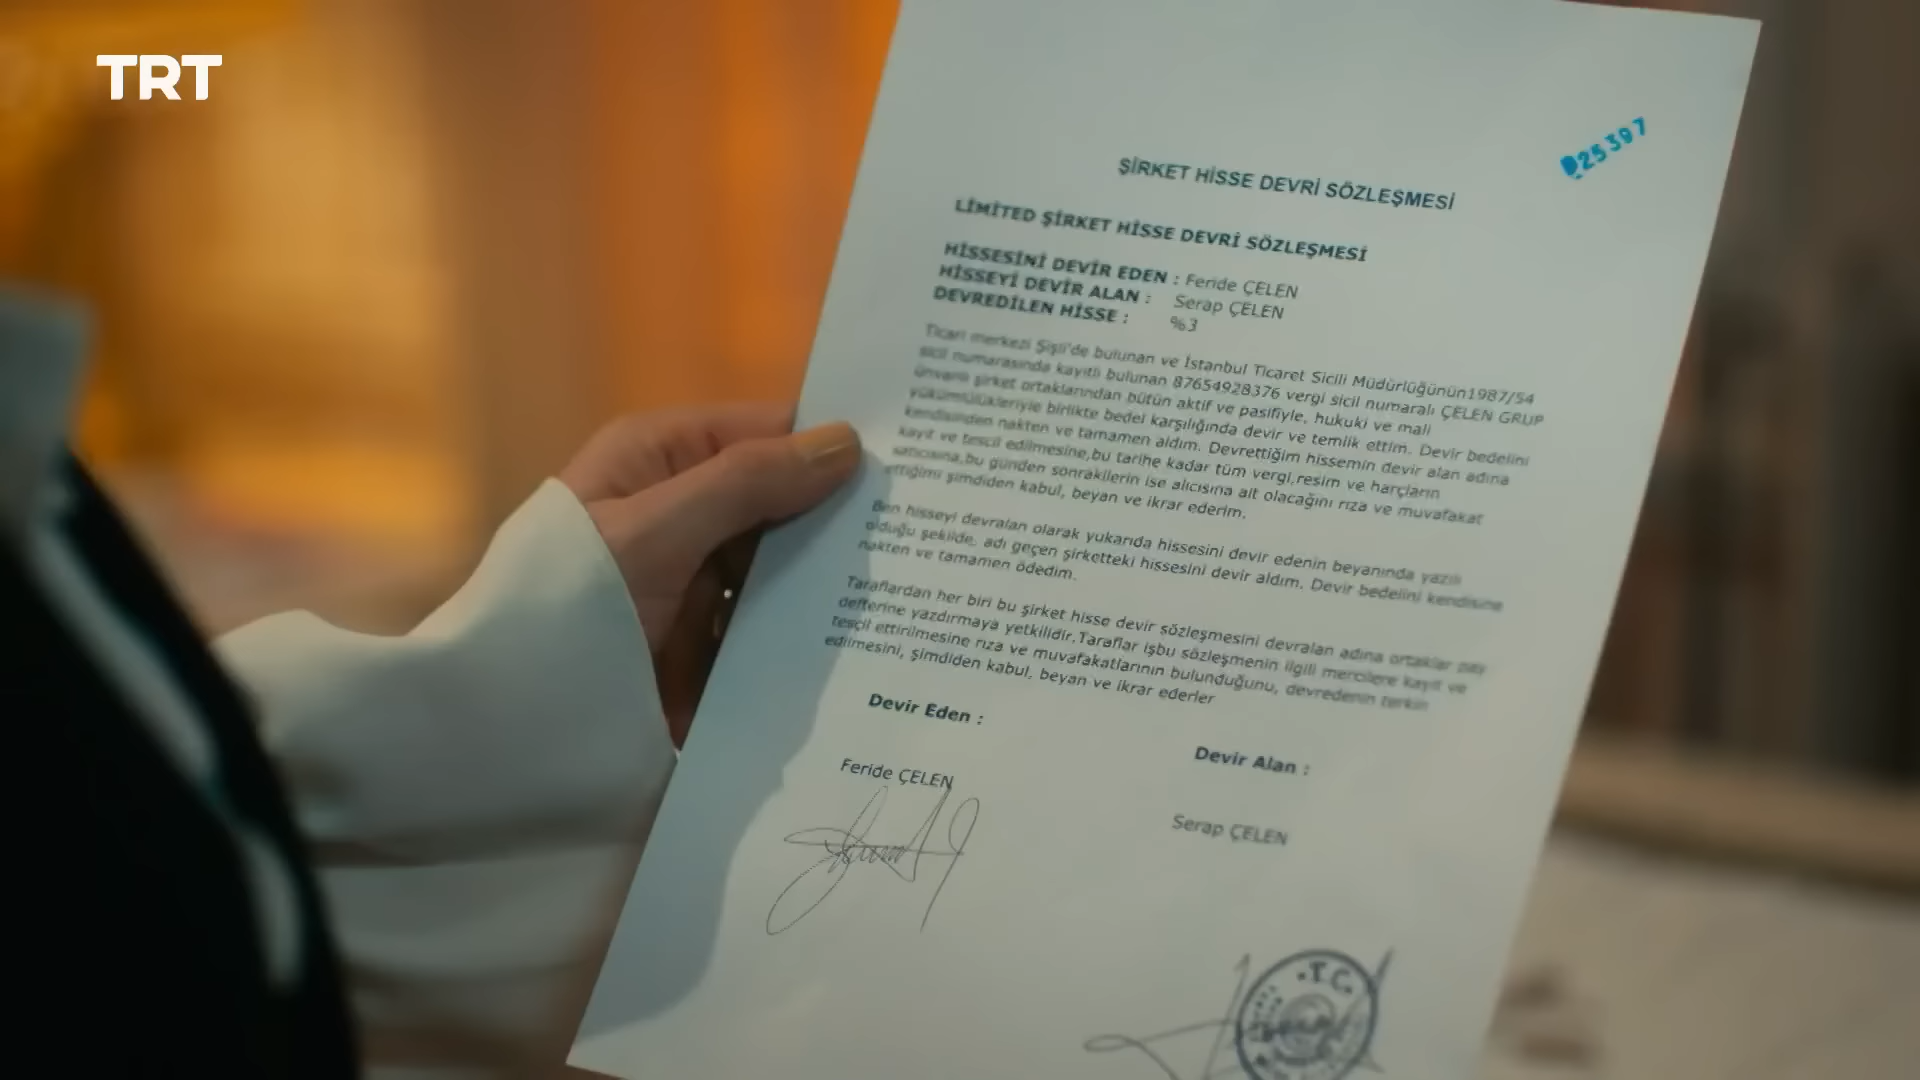 TRT
025397
ŞİRKET HİSSE DEVRİ SÖZLEŞMESİ
LİMİTED ŞİRKET HİSSE DEVRİ SÖZLEŞMESİ
HİSSESİNİ DEVİR EDEN : Feride ÇELEN
HİSSEYİ DEVİR ALAN : Serap ÇELEN
DEVREDİLEN HİSSE : %3
Ticari merkezi Şişli'de bulunan ve İstanbul Ticaret Sicili Müdürlüğünün1987/54
sicil numarasında kayıtlı bulunan 87654928376 vergi sicil numaralı ÇELEN GRUP
ünvanlı şirket ortaklarından bütün aktif ve pasifiyle, hukuki ve mali
yükümlülükleriyle birlikte bedel karşılığında devir ve temlik ettim. Devir bedelini
kendisinden nakten ve tamamen aldım. Devrettiğim hissemin devir alan adına
kayıt ve tescil edilmesine,bu tarihe kadar tüm vergi,resim ve harçların
satıcısına,bu günden sonrakilerin ise alıcısına ait olacağını rıza ve muvafakat
ettiğimi şimdiden kabul, beyan ve ikrar ederim.
Ben hisseyi devralan olarak yukarıda hissesini devir edenin beyanında yazılı
olduğu şekilde, adı geçen şirketteki hissesini devir aldım. Devir bedelini kendisine
nakten ve tamamen ödedim.
Taraflardan her biri bu şirket hisse devir sözleşmesini devralan adına ortaklar pay
defterine yazdırmaya yetkilidir.Taraflar işbu sözleşmenin ilgili mercilere kayıt ve
tescil ettirilmesine rıza ve muvafakatlarının bulunduğunu, devredenin terkin
edilmesini, şimdiden kabul, beyan ve ikrar ederler
Devir Eden :
Devir Alan :
Feride ÇELEN
Serap ÇELEN
T.C.